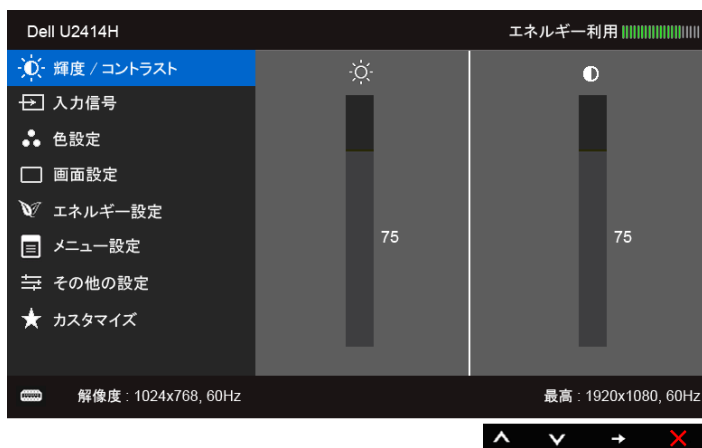 Dell U2414H
エネルギー利用
輝度 / コントラスト
入力信号
色設定
画面設定
エネルギー設定
メニュー設定
その他の設定
カスタマイズ
75
75
解像度 : 1024x768, 60Hz
最高 : 1920x1080, 60Hz